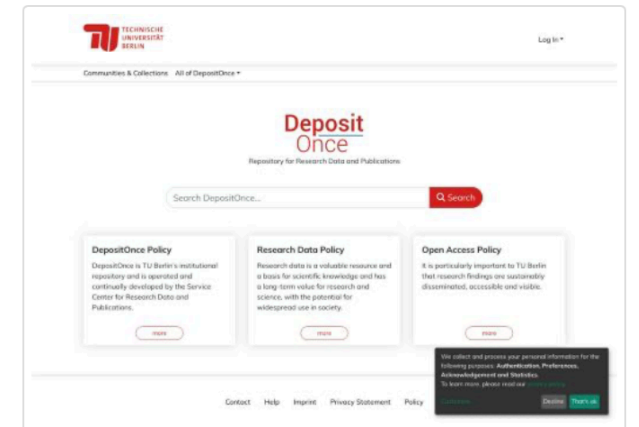 TECHNISCHE
UNIVERSITÄT
BERLIN
Log In
Communities & Collections All of DepositOnce
Deposit
Once
Repository for Research Data and Publications
Search DepositOnce...
Search
DepositOnce Policy
DepositOnce is TU Berlin's institutional
repository and is operated and
continually developed by the Service
Center for Research Data and
Publications.
more
Research Data Policy
Research data is a valuable resource and
a basis for scientific knowledge and has
a long-term value for research and
science, with the potential for
widespread use in society.
more
Open Access Policy
It is particularly important to TU Berlin
that research findings are sustainably
disseminated, accessible and visible.
more
We collect and process your personal information for the
following purposes: Authentication, Preferences,
Acknowledgement and Statistics.
To learn more, please read our privacy policy.
Customize
Decline
That's ok
Contact Help Imprint Privacy Statement Policy